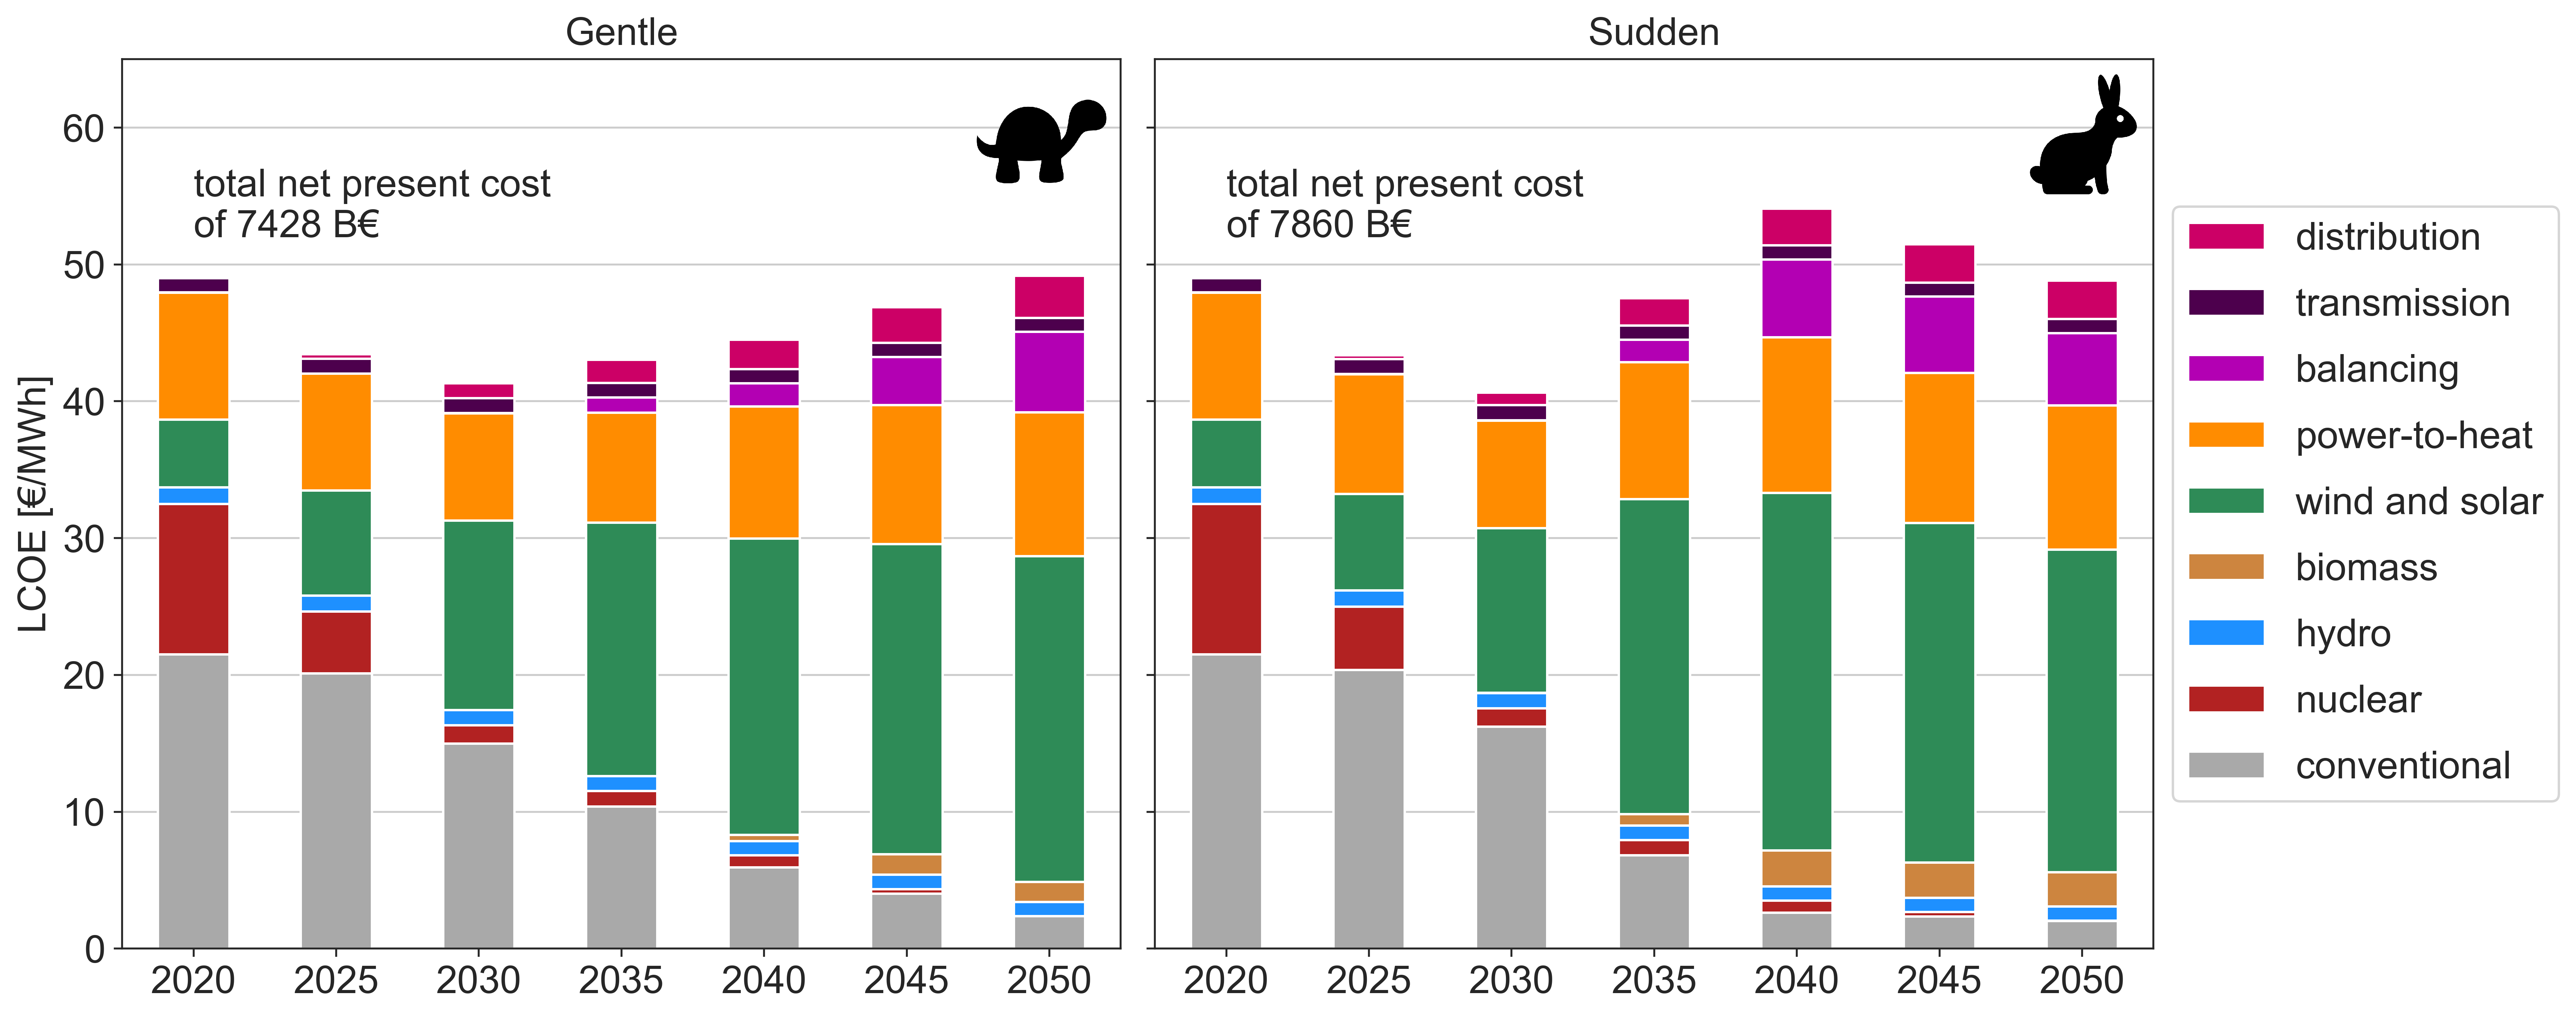 Gentle
Sudden
LCOE [€/MWh]
60
50
40
30
20
10
0
total net present cost
of 7428 B€
total net present cost
of 7860 B€
2020 2025 2030 2035 2040 2045 2050
2020 2025 2030 2035 2040 2045 2050
distribution
transmission
balancing
power-to-heat
wind and solar
biomass
hydro
nuclear
conventional